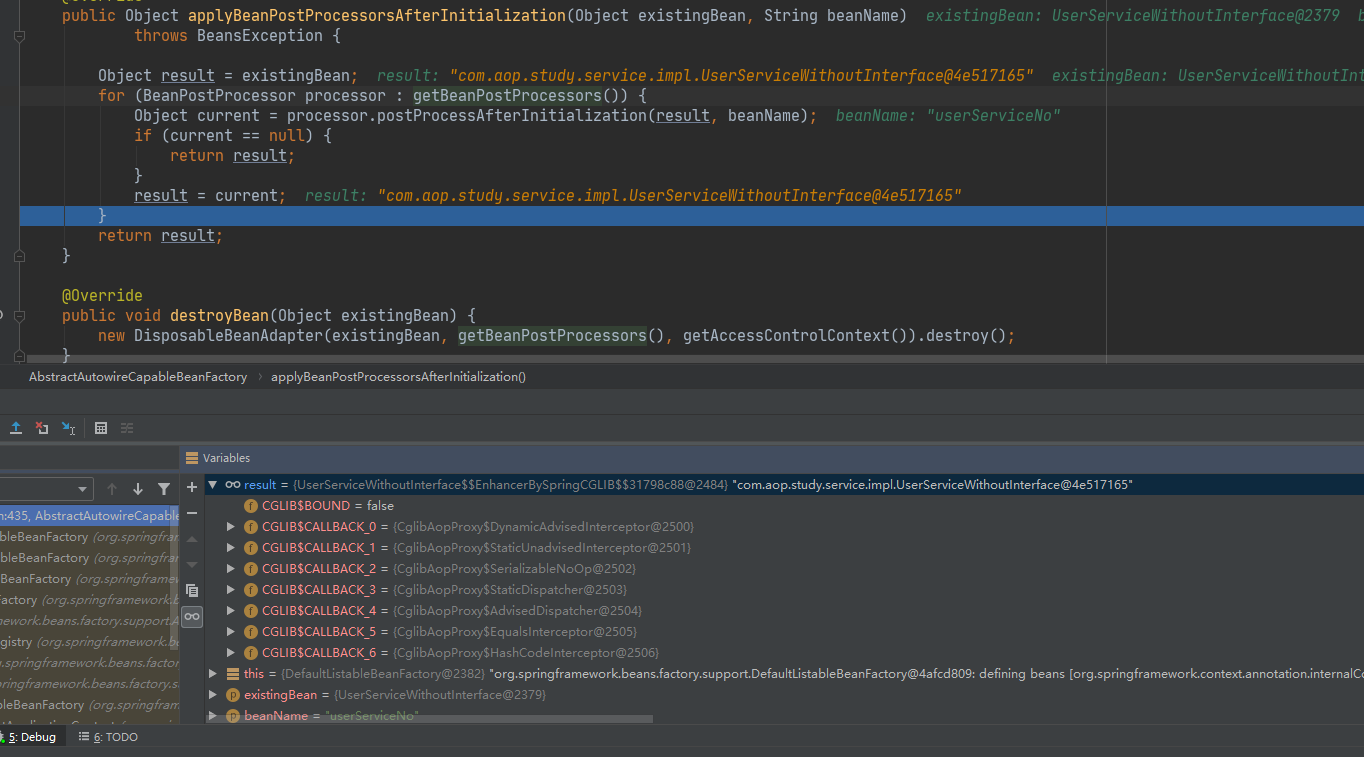 @Override
public Object applyBeanPostProcessorsAfterInitialization(Object existingBean, String beanName) existingBean: UserServiceWithoutInterface@2379 b
throws BeansException {
Object result = existingBean; result: "com.aop.study.service.impl.UserServiceWithoutInterface@4e517165" existingBean: UserServiceWithoutInt
for (BeanPostProcessor processor : getBeanPostProcessors()) {
Object current = processor.postProcessAfterInitialization(result, beanName); beanName: "userServiceNo"
if (current == null) {
return result;
}
result = current; result: "com.aop.study.service.impl.UserServiceWithoutInterface@4e517165"
}
return result;
}
@Override
public void destroyBean(Object existingBean) {
new DisposableBeanAdapter(existingBean, getBeanPostProcessors(), getAccessControlContext()).destroy();
}
AbstractAutowireCapableBeanFactory › applyBeanPostProcessorsAfterInitialization()
Variables
n:435, AbstractAutowireCapable
bleBeanFactory (org.springfram
bleBeanFactory (org.springfram
BeanFactory (org.springframew
Factory (org.springframework.b
ework.beans.factory.support.A
gistry (org.springframework.be
g.springframework.beans.factor
springframework.beans.factory.s
bleBeanFactory (org.springfram
result = {UserServiceWithoutInterface$$EnhancerBySpringCGLIB$$31798c88@2484} "com.aop.study.service.impl.UserServiceWithoutInterface@4e517165"
CGLIB$BOUND = false
CGLIB$CALLBACK_0 = {CglibAopProxy$DynamicAdvisedInterceptor@2500}
CGLIB$CALLBACK_1 = {CglibAopProxy$StaticUnadvisedInterceptor@2501}
CGLIB$CALLBACK_2 = {CglibAopProxy$SerializableNoOp@2502}
CGLIB$CALLBACK_3 = {CglibAopProxy$StaticDispatcher@2503}
CGLIB$CALLBACK_4 = {CglibAopProxy$AdvisedDispatcher@2504}
CGLIB$CALLBACK_5 = {CglibAopProxy$EqualsInterceptor@2505}
CGLIB$CALLBACK_6 = {CglibAopProxy$HashCodeInterceptor@2506}
this = {DefaultListableBeanFactory@2382} "org.springframework.beans.factory.support.DefaultListableBeanFactory@4afcd809: defining beans [org.springframework.context.annotation.internalCo
existingBean = {UserServiceWithoutInterface@2379}
beanName = "userServiceNo"
5: Debug
6: TODO